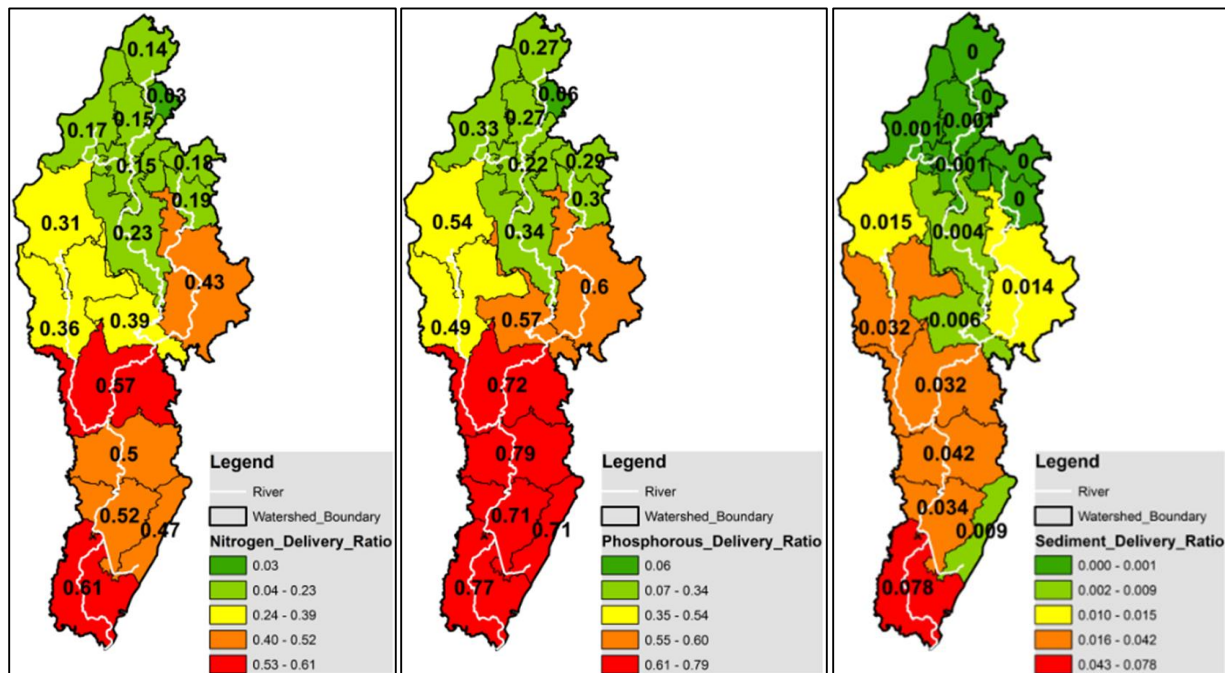 0.14
0.03
0.15
0.17
0.15
0.18
0.19
0.31
0.23
0.43
0.36
0.39
0.57
0.5
0.52
0.47
0.61
Legend
River
Watershed_Boundary
Nitrogen_Delivery_Ratio
0.03
0.04 - 0.23
0.24 - 0.39
0.40 - 0.52
0.53 - 0.61
0.27
0.06
0.27
0.33
0.22
0.29
0.3
0.54
0.34
0.6
0.49
0.57
0.72
0.79
0.71
0.71
0.77
Legend
River
Watershed_Boundary
Phosphorous_Delivery_Ratio
0.06
0.07 - 0.34
0.35 - 0.54
0.55 - 0.60
0.61 - 0.79
0
0
0.001
0.001
0.001
0
0
0.015
0.004
0.014
0.032
0.006
0.032
0.042
0.034
0.009
0.078
Legend
River
Watershed_Boundary
Sediment_Delivery_Ratio
0.000 - 0.001
0.002 - 0.009
0.010 - 0.015
0.016 - 0.042
0.043 - 0.078